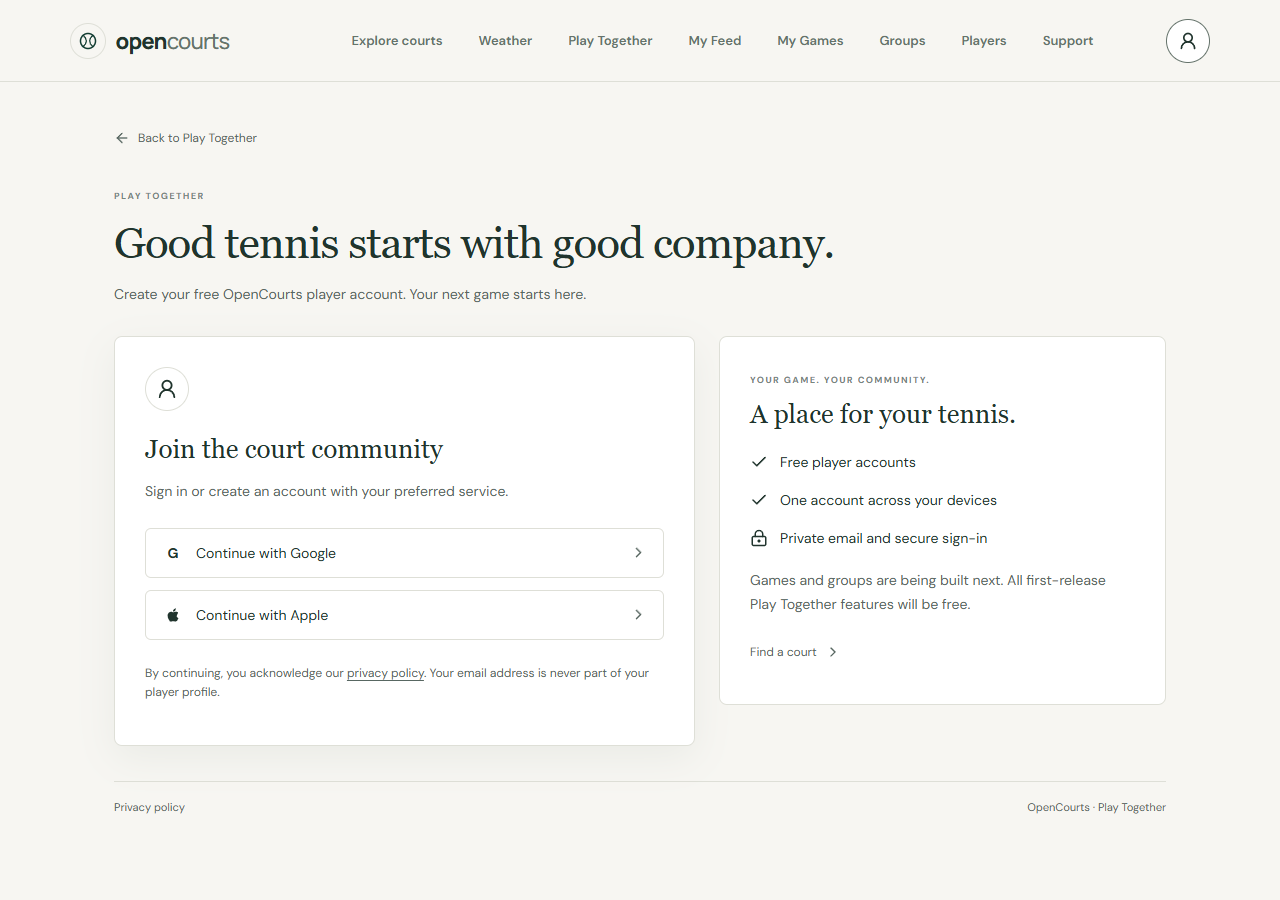 opencourts
Explore courts
Weather
Play Together
My Feed
My Games
Groups
Players
Support
Back to Play Together
PLAY TOGETHER
Good tennis starts with good company.
Create your free OpenCourts player account. Your next game starts here.
Join the court community
Sign in or create an account with your preferred service.
G Continue with Google
Continue with Apple
By continuing, you acknowledge our privacy policy. Your email address is never part of your
player profile.
YOUR GAME. YOUR COMMUNITY.
A place for your tennis.
Free player accounts
One account across your devices
Private email and secure sign-in
Games and groups are being built next. All first-release
Play Together features will be free.
Find a court
Privacy policy
OpenCourts · Play Together